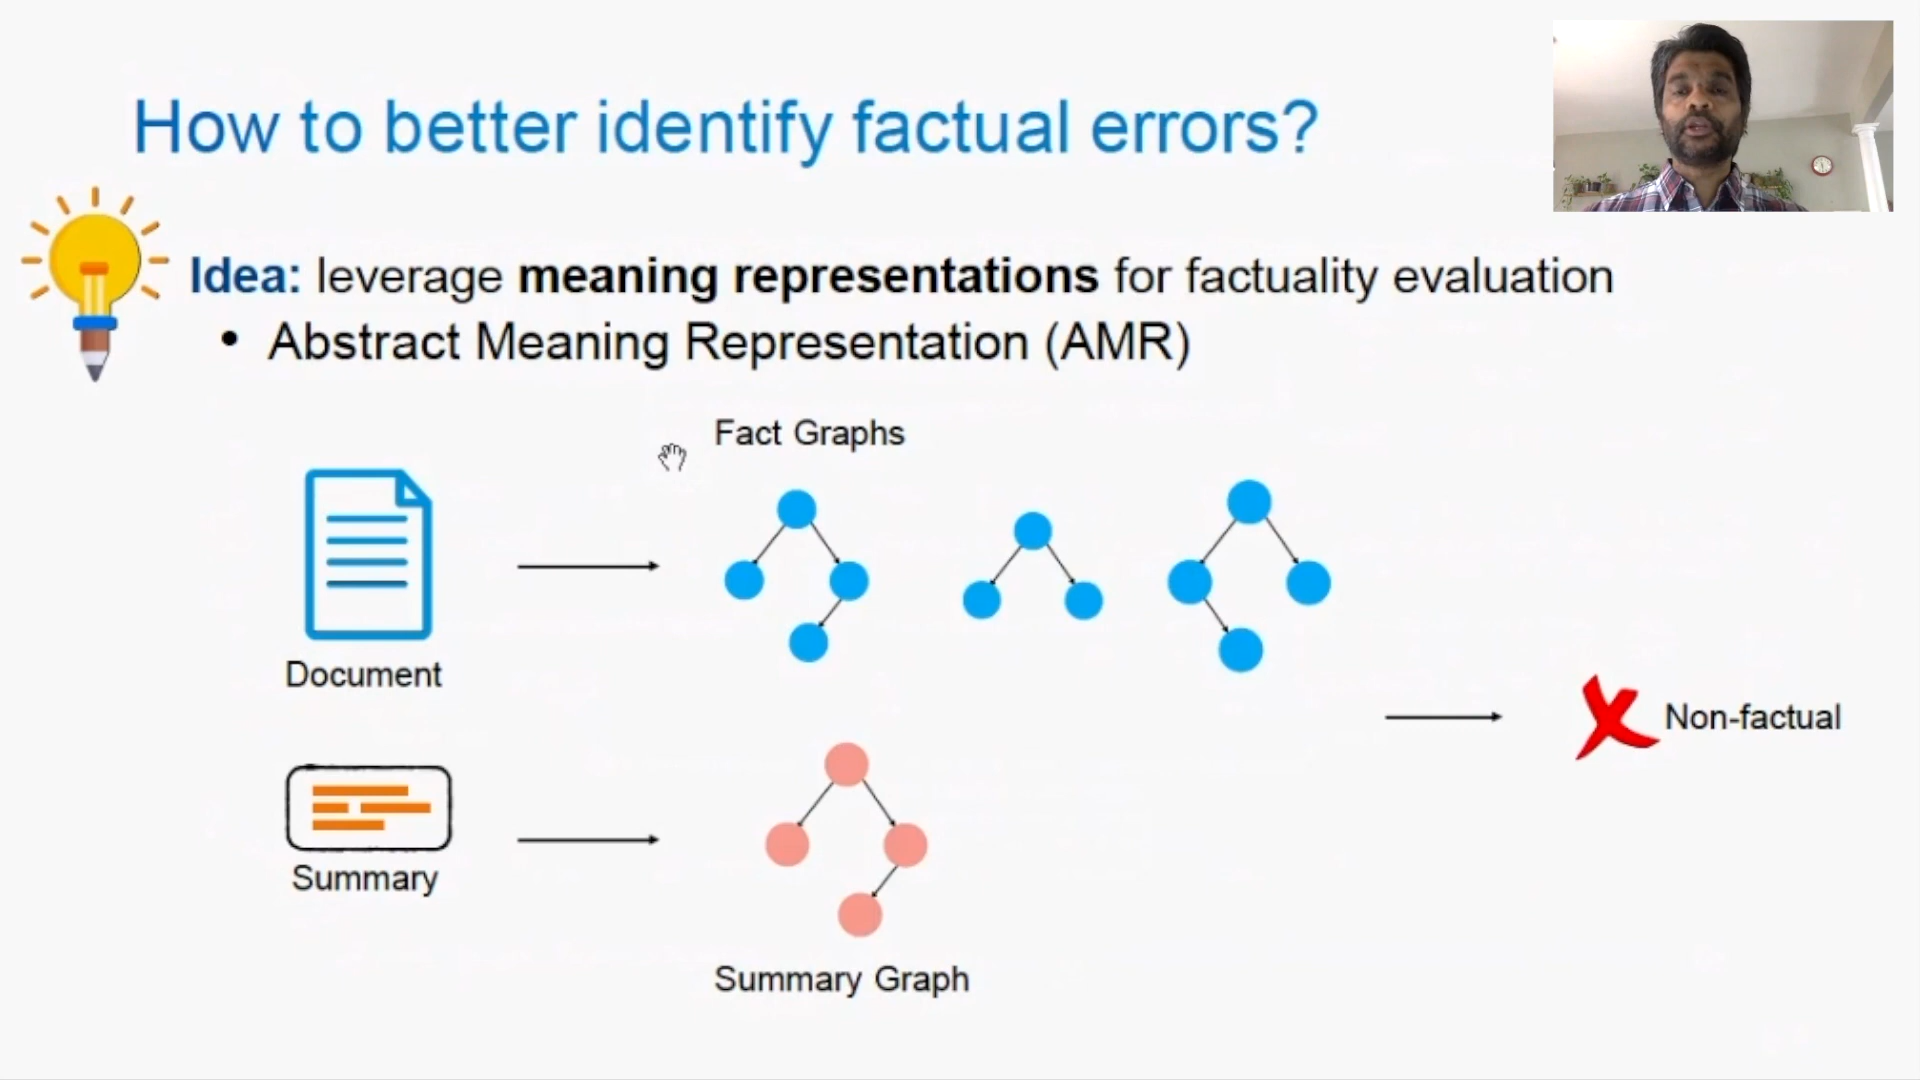 How to better identify factual errors?
Idea: leverage meaning representations for factuality evaluation
• Abstract Meaning Representation (AMR)
Fact Graphs
Document
Non-factual
Summary
Summary Graph